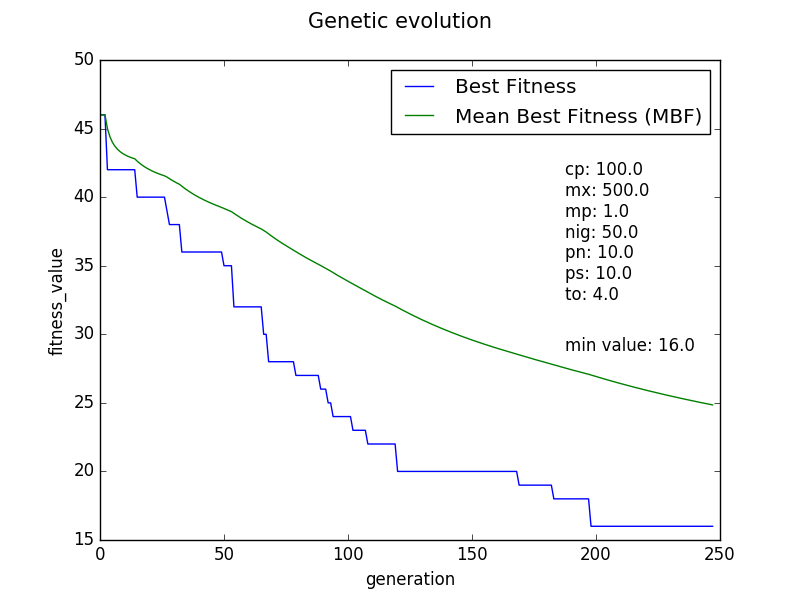 Genetic evolution
50
45
40
35
30
25
20
15
fitness_value
Best Fitness
Mean Best Fitness (MBF)
cp: 100.0
mx: 500.0
mp: 1.0
nig: 50.0
pn: 10.0
ps: 10.0
to: 4.0
min value: 16.0
0 50 100 150 200 250
generation